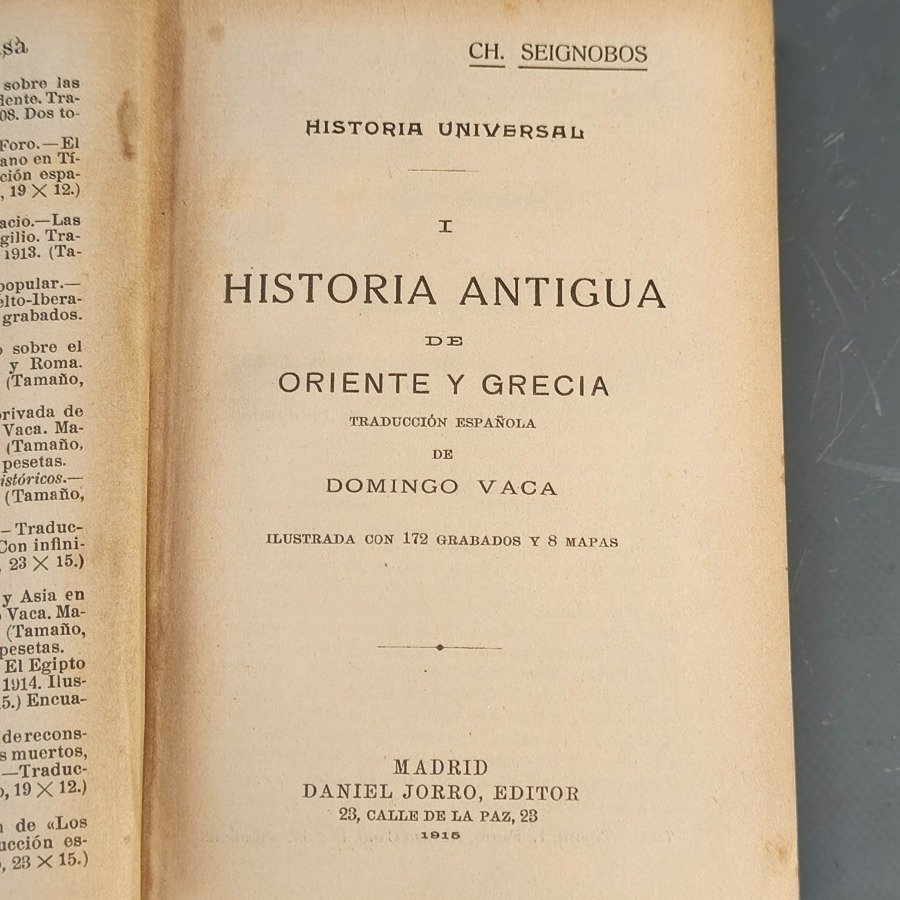 sà
sobre las
dente. Tra-
08. Dos to-
Foro.—El
ano en Tí-
ción espa-
, 19 × 12.)
acio.—Las
gilio. Tra-
1913. (Ta-
popular.—
elto-Ibera-
grabados.
sobre el
y Roma.
(Tamaño,
privada de
Vaca. Ma-
(Tamaño,
pesetas.
istóricos.—
(Tamaño,
— Traduc-
Con infini-
, 23 × 15.)
y Asia en
Vaca. Ma-
(Tamaño,
pesetas.
El Egipto
1914. Ilus-
15.) Encua-
de recons-
s muertos,
—Traduc-
o, 19 × 12.)
n de «Los
ucción es-
o, 23 × 15.)
CH. SEIGNOBOS
HISTORIA UNIVERSAL
I
HISTORIA ANTIGUA
DE
ORIENTE Y GRECIA
TRADUCCIÓN ESPAÑOLA
DE
DOMINGO VACA
ILUSTRADA CON 172 GRABADOS Y 8 MAPAS
MADRID
DANIEL JORRO, EDITOR
23, CALLE DE LA PAZ, 23
1915